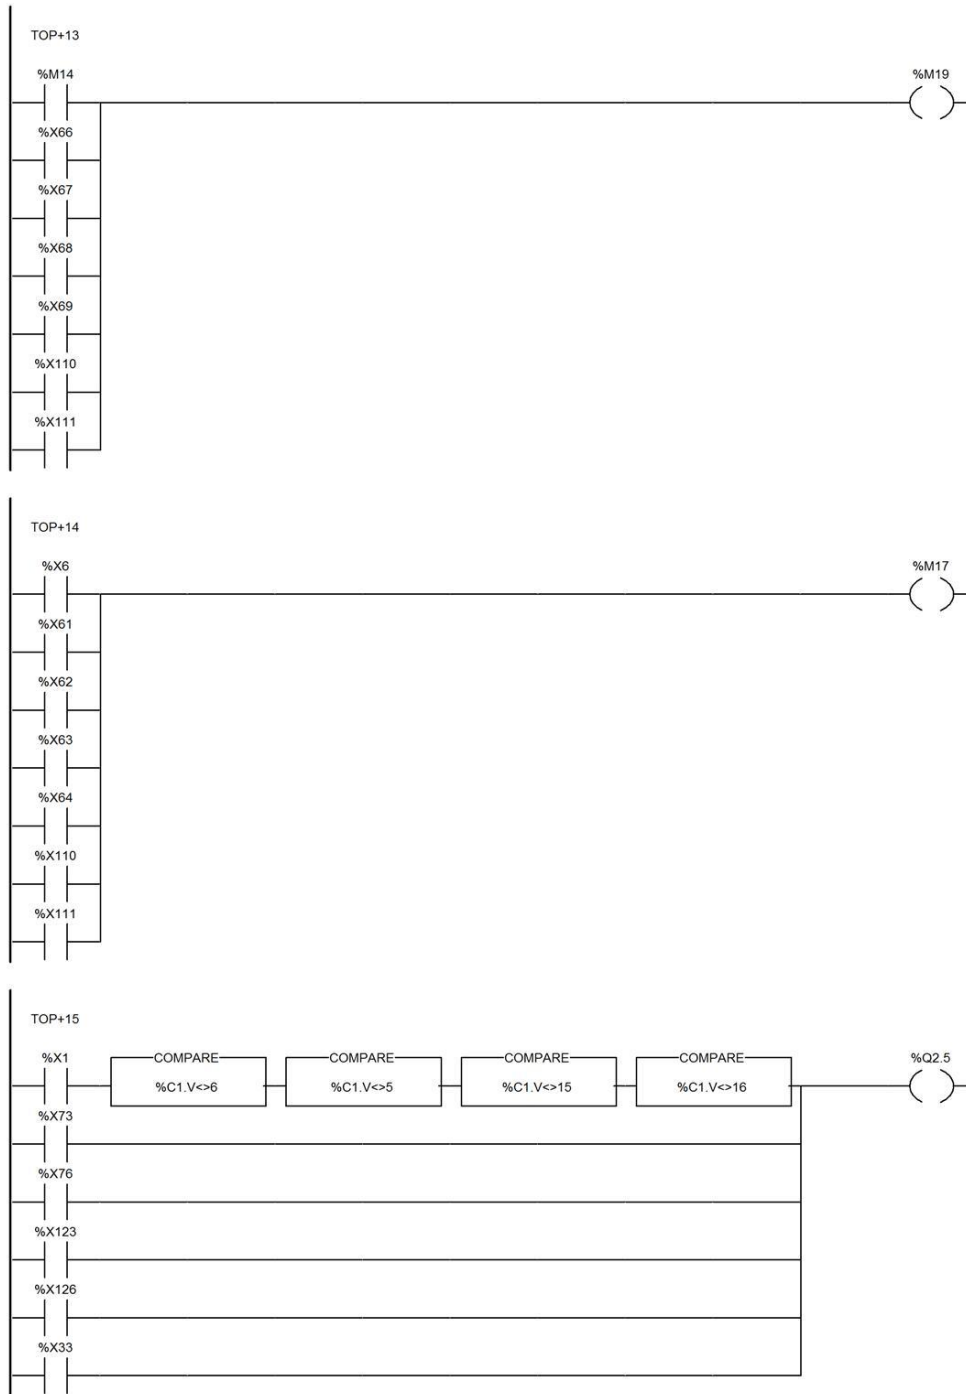 TOP+13
%M14 %M19
%X66
%X67
%X68
%X69
%X110
%X111
TOP+14
%X6 %M17
%X61
%X62
%X63
%X64
%X110
%X111
TOP+15
%X1 COMPARE COMPARE COMPARE COMPARE %Q2.5
%C1.V<>6 %C1.V<>5 %C1.V<>15 %C1.V<>16
%X73
%X76
%X123
%X126
%X33